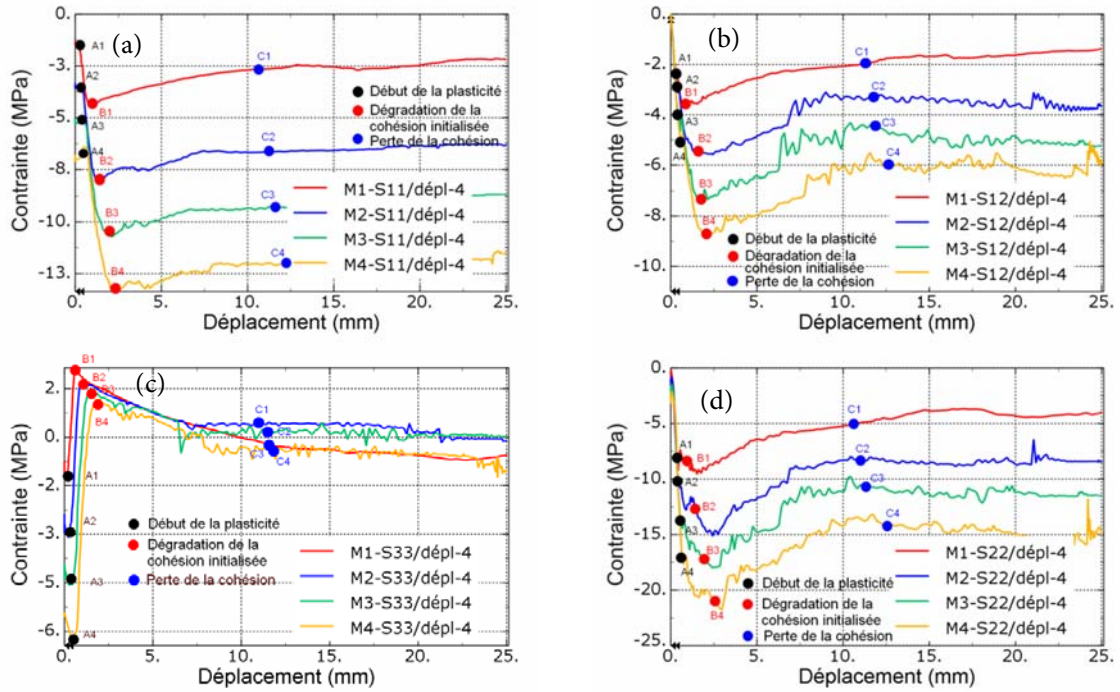 (a)
-3.
-5.
-8.
-10.
-13.
0.
5.
10.
15.
20.
25.
Contrainte (MPa)
Déplacement (mm)
A1
A2
A3
A4
B1
B2
B3
B4
C1
C2
C3
C4
Début de la plasticité
Dégradation de la
cohésion initialisée
Perte de la cohésion
M1-S11/dépl-4
M2-S11/dépl-4
M3-S11/dépl-4
M4-S11/dépl-4
(b)
0.
-2.
-4.
-6.
-8.
-10.
0.
5.
10.
15.
20.
25.
Contrainte (MPa)
Déplacement (mm)
A1
A2
A3
A4
B1
B2
B3
B4
C1
C2
C3
C4
Début de la plasticité
Dégradation de la
cohésion initialisée
Perte de la cohésion
M1-S12/dépl-4
M2-S12/dépl-4
M3-S12/dépl-4
M4-S12/dépl-4
(c)
2.
0.
-1.
-3.
-5.
-6.
0.
5.
10.
15.
20.
25.
Contrainte (MPa)
Déplacement (mm)
A1
A2
A3
A4
B1
B2
B3
B4
C1
C2
C3
C4
Début de la plasticité
Dégradation de la
cohésion initialisée
Perte de la cohésion
M1-S33/dépl-4
M2-S33/dépl-4
M3-S33/dépl-4
M4-S33/dépl-4
(d)
0.
-5.
-10.
-15.
-20.
-25.
0.
5.
10.
15.
20.
25.
Contrainte (MPa)
Déplacement (mm)
A1
A2
A3
A4
B1
B2
B3
B4
C1
C2
C3
C4
Début de la plasticité
Dégradation de la
cohésion initialisée
Perte de la cohésion
M1-S22/dépl-4
M2-S22/dépl-4
M3-S22/dépl-4
M4-S22/dépl-4